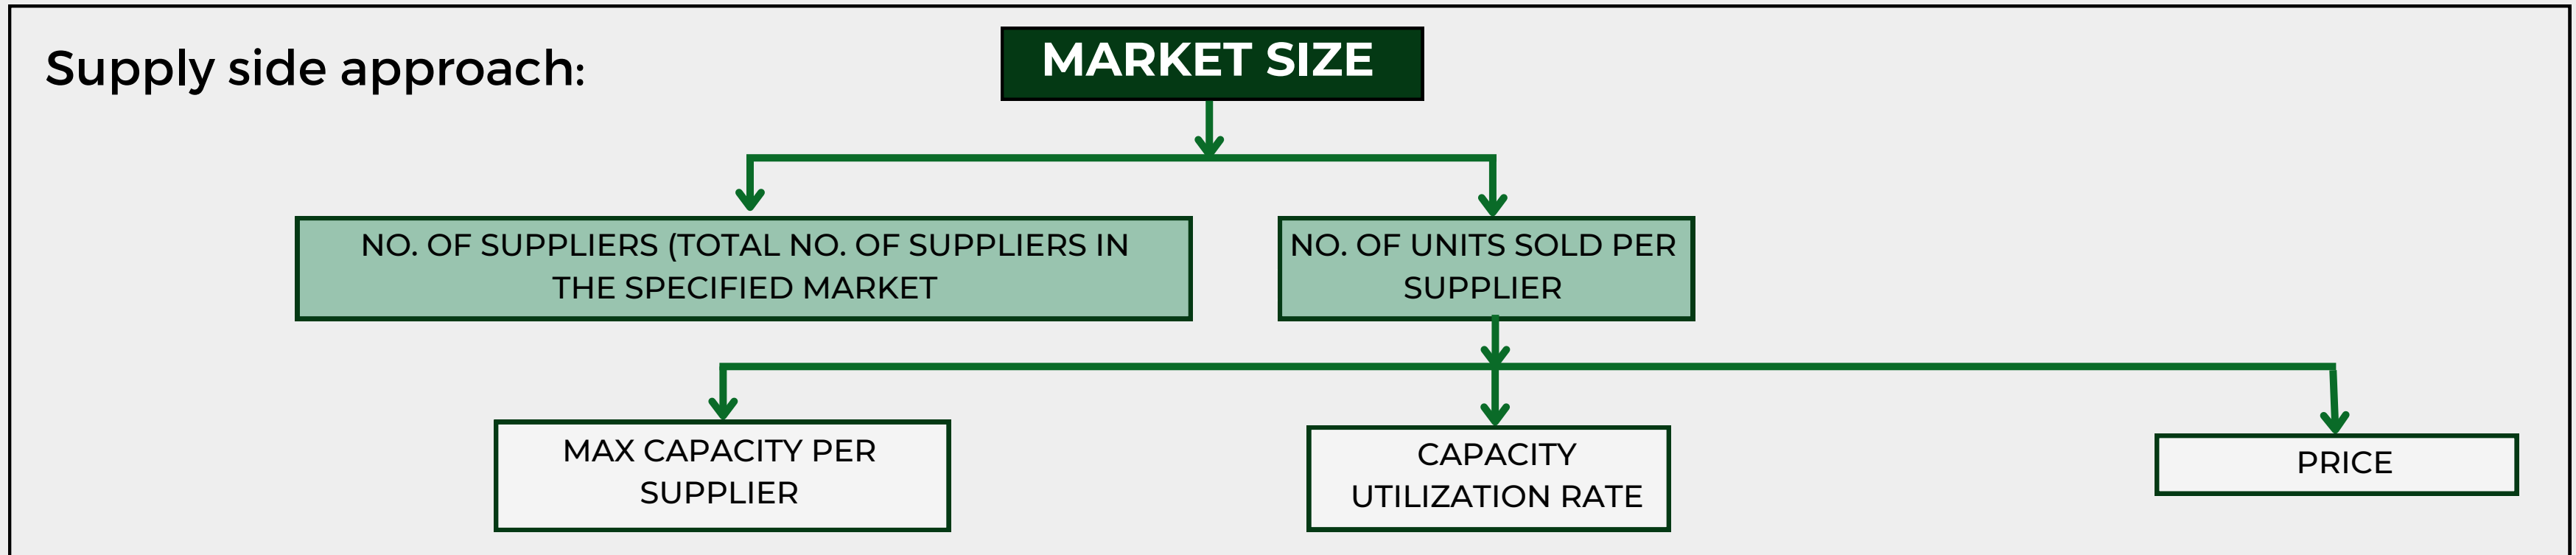 Supply side approach:
MARKET SIZE
NO. OF SUPPLIERS (TOTAL NO. OF SUPPLIERS IN
THE SPECIFIED MARKET
NO. OF UNITS SOLD PER
SUPPLIER
MAX CAPACITY PER
SUPPLIER
CAPACITY
UTILIZATION RATE
PRICE